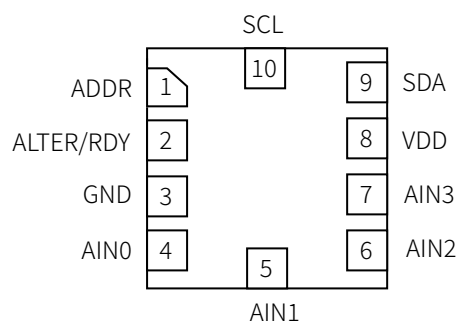 SCL
10
ADDR 1
9 SDA
ALTER/RDY 2
8 VDD
GND 3
7 AIN3
AIN0 4
6 AIN2
5
AIN1